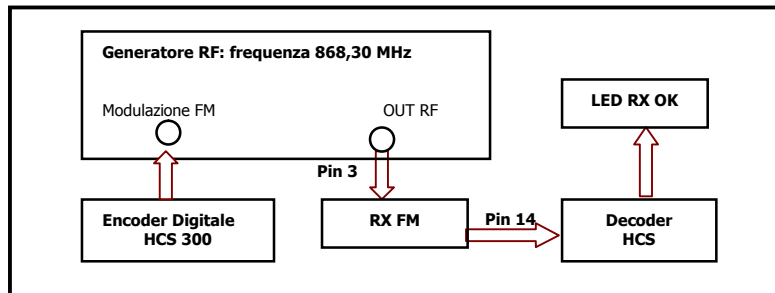 Generatore RF: frequenza 868,30 MHz
Modulazione FM
OUT RF
LED RX OK
Pin 3
Encoder Digitale
HCS 300
RX FM
Pin 14
Decoder
HCS